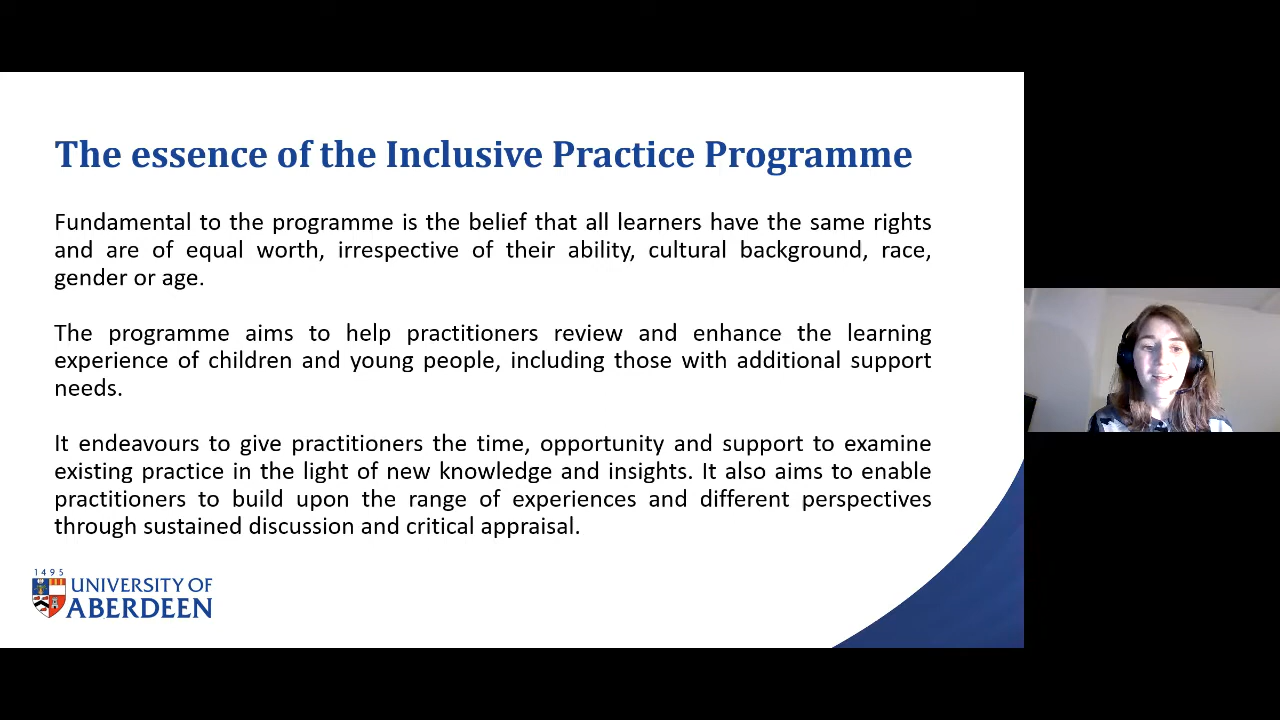 The essence of the Inclusive Practice Programme
Fundamental to the programme is the belief that all learners have the same rights
and are of equal worth, irrespective of their ability, cultural background, race,
gender or age.
The programme aims to help practitioners review and enhance the learning
experience of children and young people, including those with additional support
needs.
It endeavours to give practitioners the time, opportunity and support to examine
existing practice in the light of new knowledge and insights. It also aims to enable
practitioners to build upon the range of experiences and different perspectives
through sustained discussion and critical appraisal.
1495
UNIVERSITY OF
ABERDEEN